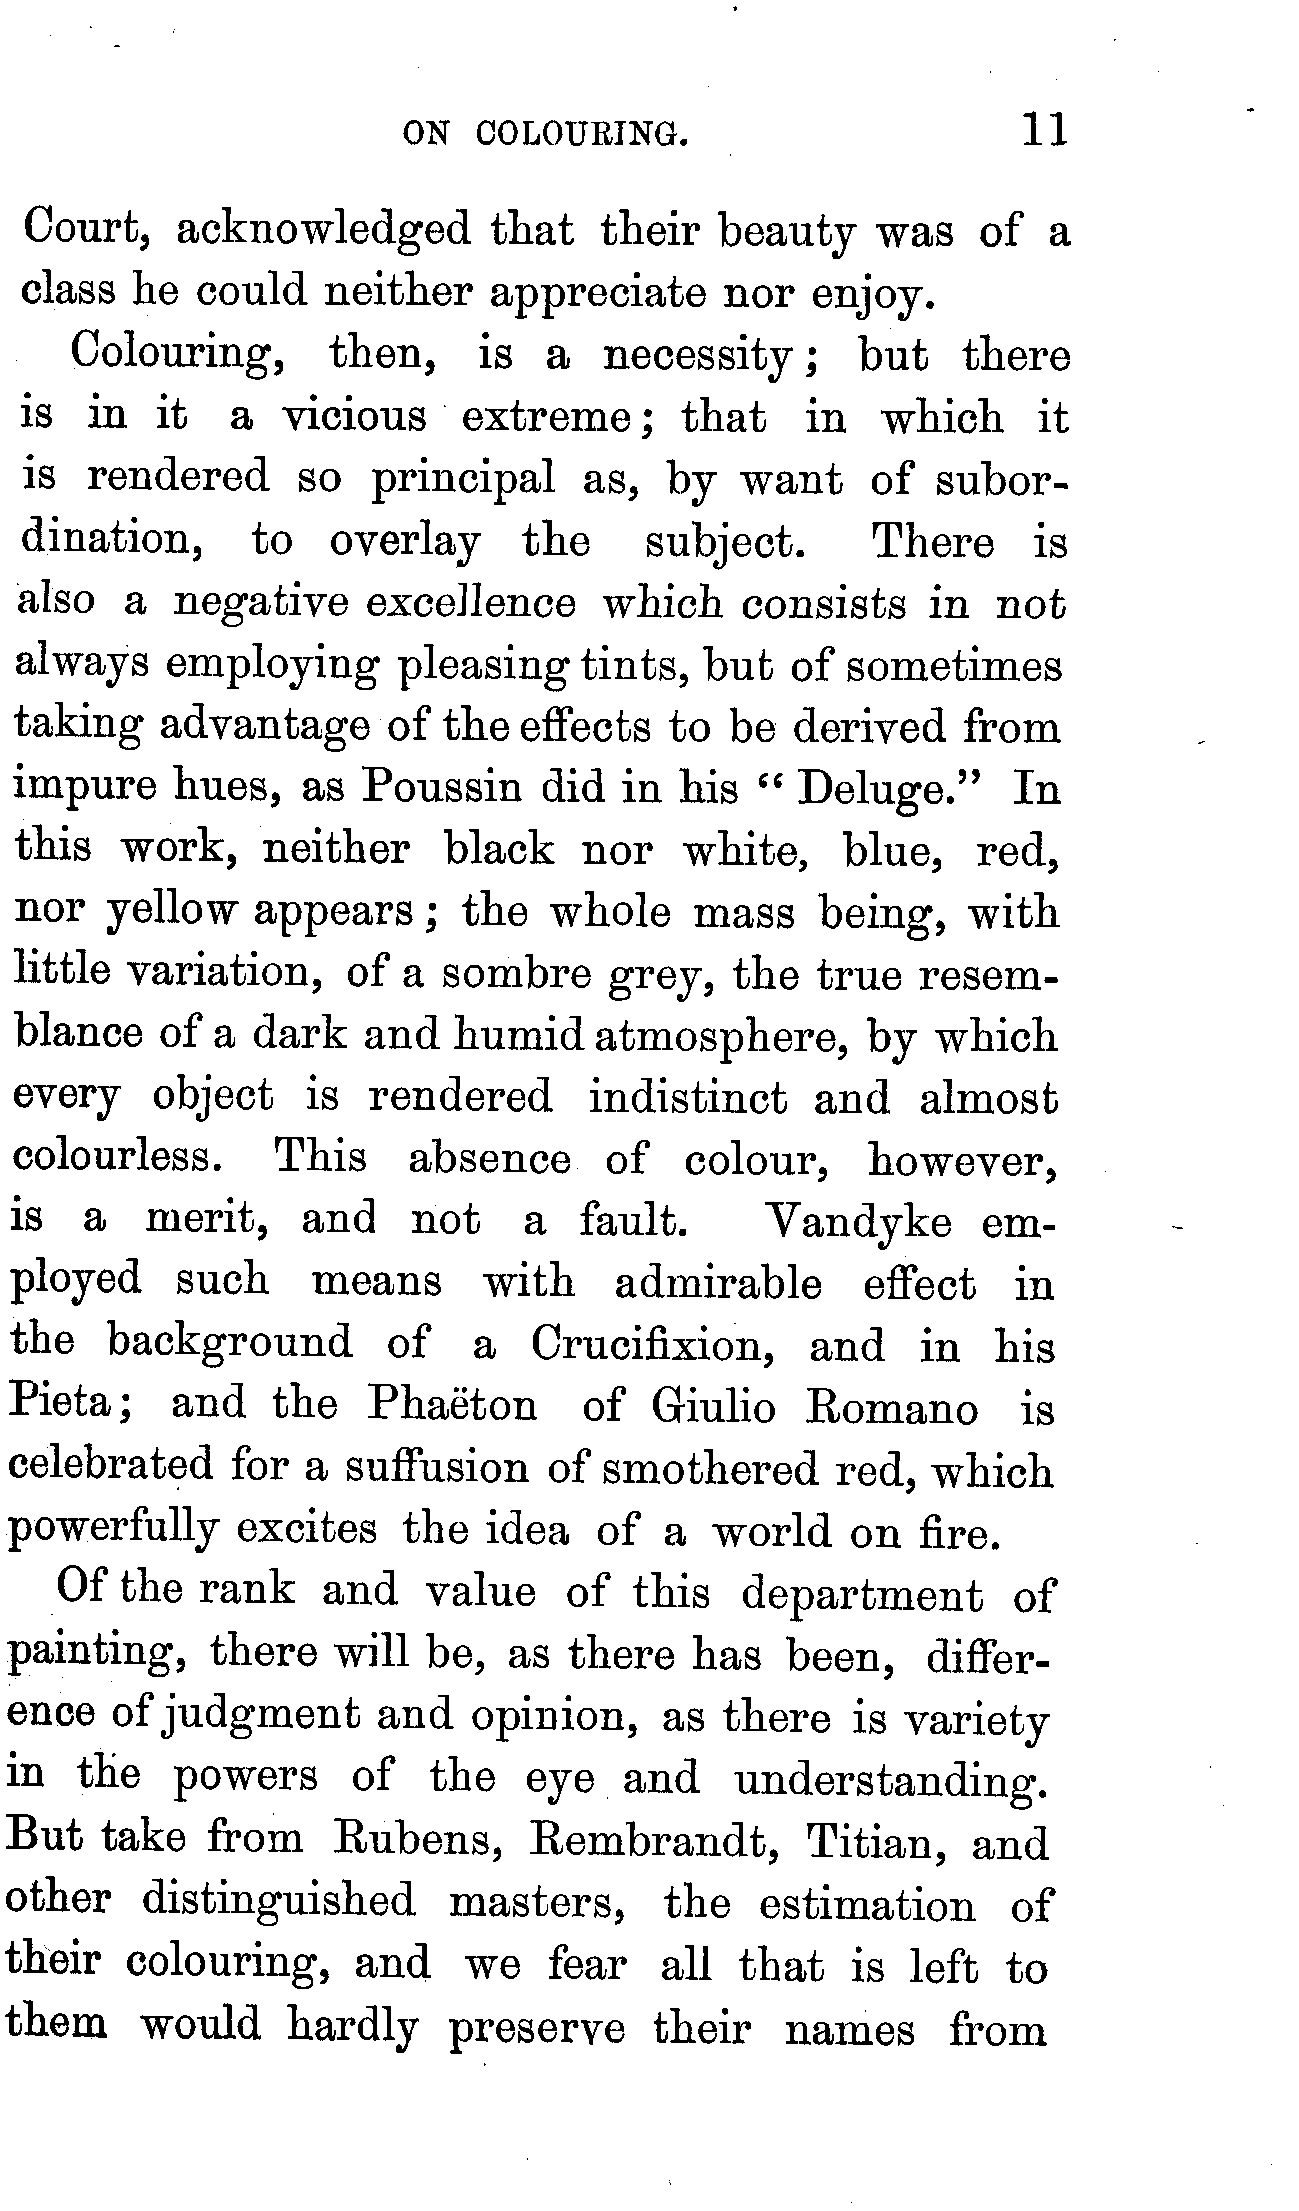 ON COLOURING. 11
Court, acknowledged that their beauty was of a
class he could neither appreciate nor enjoy.
Colouring, then, is a necessity; but there
is in it a vicious extreme; that in which it
is rendered so principal as, by want of subor-
dination, to overlay the subject. There is
also a negative excellence which consists in not
always employing pleasing tints, but of sometimes
taking advantage of the effects to be derived from
impure hues, as Poussin did in his “Deluge.” In
this work, neither black nor white, blue, red,
nor yellow appears; the whole mass being, with
little variation, of a sombre grey, the true resem-
blance of a dark and humid atmosphere, by which
every object is rendered indistinct and almost
colourless. This absence of colour, however,
is a merit, and not a fault. Vandyke em-
ployed such means with admirable effect in
the background of a Crucifixion, and in his
Pieta; and the Phaëton of Giulio Romano is
celebrated for a suffusion of smothered red, which
powerfully excites the idea of a world on fire.
Of the rank and value of this department of
painting, there will be, as there has been, differ-
ence of judgment and opinion, as there is variety
in the powers of the eye and understanding.
But take from Rubens, Rembrandt, Titian, and
other distinguished masters, the estimation of
their colouring, and we fear all that is left to
them would hardly preserve their names from